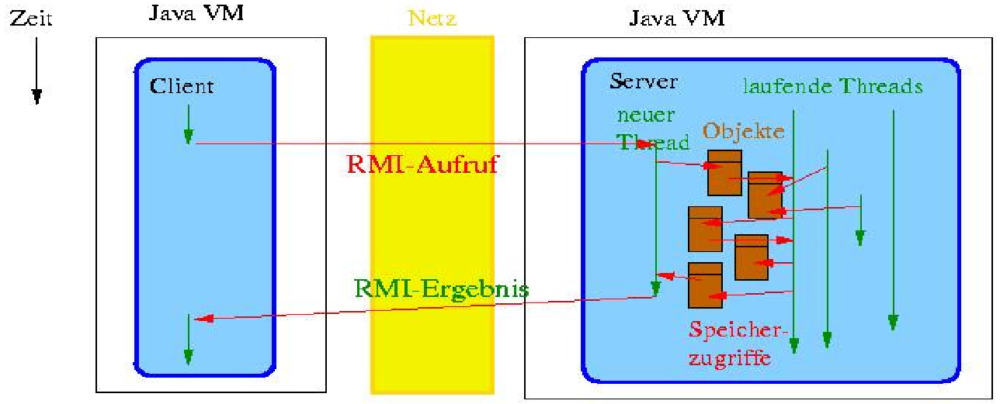 Zeit
Java VM
Netz
Java VM
Client
Server
laufende Threads
neuer
Thread
Objekte
RMI-Aufruf
RMI-Ergebnis
Speicher-
zugriffe